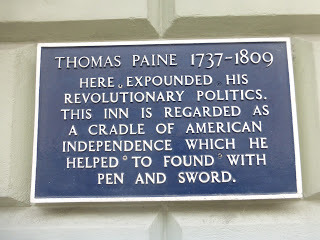 THOMAS PAINE 1737-1809
HERE EXPOUNDED HIS
REVOLUTIONARY POLITICS.
THIS INN IS REGARDED AS
A CRADLE OF AMERICAN
INDEPENDENCE WHICH HE
HELPED TO FOUND WITH
PEN AND SWORD.